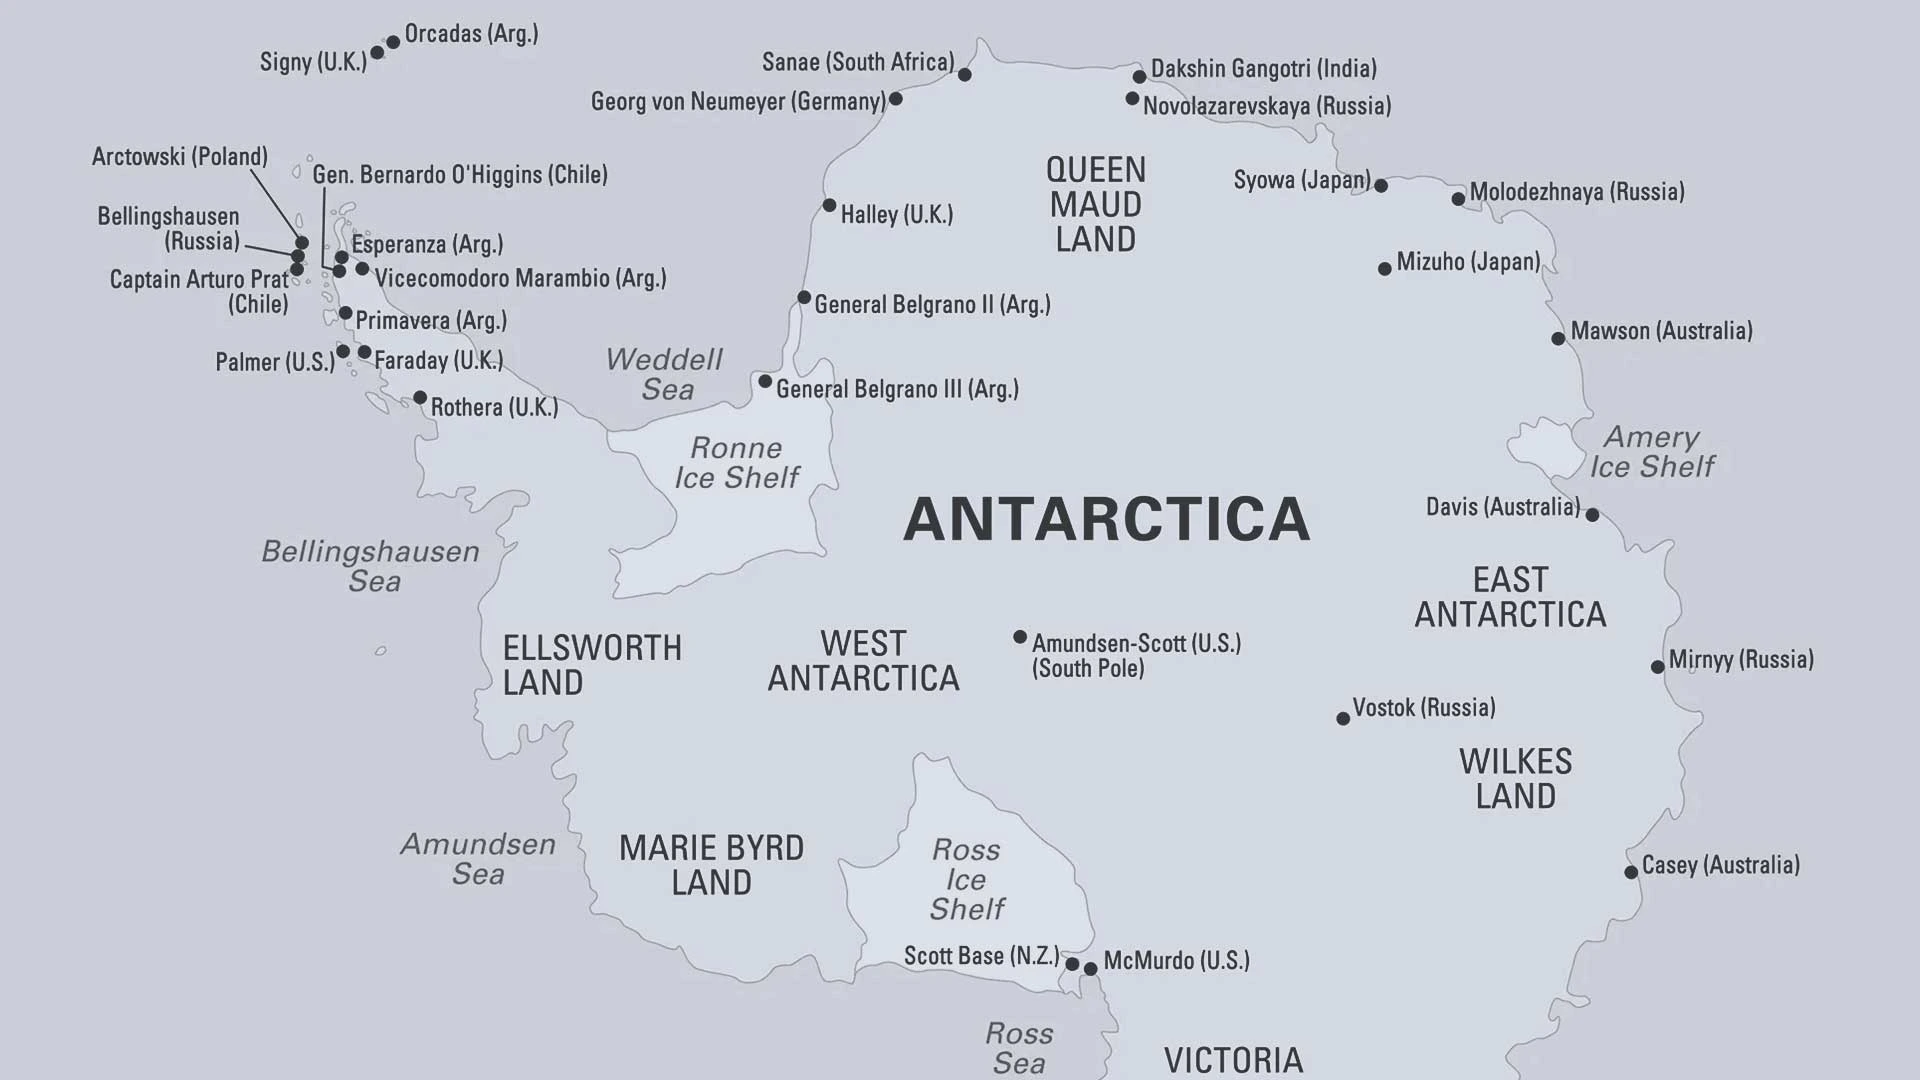 Orcadas (Arg.)
Signy (U.K.)
Sanae (South Africa)
Dakshin Gangotri (India)
Georg von Neumeyer (Germany)
Novolazarevskaya (Russia)
Arctowski (Poland)
Gen. Bernardo O'Higgins (Chile)
QUEEN
MAUD
LAND
Syowa (Japan)
Molodezhnaya (Russia)
Bellingshausen
(Russia)
Halley (U.K.)
Esperanza (Arg.)
Captain Arturo Prat
(Chile)
Vicecomodoro Marambio (Arg.)
Mizuho (Japan)
General Belgrano II (Arg.)
Primavera (Arg.)
Mawson (Australia)
Palmer (U.S.)
Faraday (U.K.)
Weddell
Sea
General Belgrano III (Arg.)
Rothera (U.K.)
Ronne
Ice Shelf
Amery
Ice Shelf
ANTARCTICA
Davis (Australia)
Bellingshausen
Sea
EAST
ANTARCTICA
ELLSWORTH
LAND
WEST
ANTARCTICA
Amundsen-Scott (U.S.)
(South Pole)
Mirnyy (Russia)
Vostok (Russia)
WILKES
LAND
Amundsen
Sea
MARIE BYRD
LAND
Ross
Ice
Shelf
Casey (Australia)
Scott Base (N.Z.)
McMurdo (U.S.)
Ross
Sea
VICTORIA